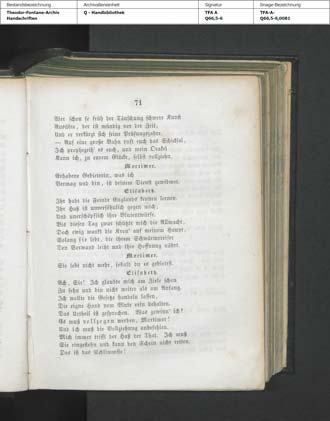 Bestandsbezeichnung
Archivalieneinheit
Signatur
Image-Bezeichnung
Theodor-Fontane-Archiv
Handschriften
Q - Handbibliothek
TFA A
Q66,5-6
TFA-A-
Q66,5-6,0081
71
Wer schon so früh der Täuschung schwere Kunst
Ausübte, der ist mündig vor der Zeit,
Und er verkürzt sich seine Prüfungsjahre.
— Auf eine große Bahn ruft euch das Schicksal,
Ich prophezeih' es euch, und mein Orakel
Kann ich, zu eurem Glücke, selbst vollziehn.
Mortimer.
Erhabene Gebieterin, was ich
Vermag und bin, ist deinem Dienst gewidmet.
Elisabeth.
Ihr habt die Feinde Englands kennen lernen.
Ihr Haß ist unversöhnlich gegen mich,
Und unerschöpflich ihre Blutentwürfe.
Bis diesen Tag zwar schützte mich die Allmacht,
Doch ewig wankt die Kron' auf meinem Haupt,
Solang sie lebt, die ihrem Schwärmereifer
Den Vorwand leiht und ihre Hoffnung nährt.
Mortimer.
Sie lebt nicht mehr, sobald du es gebietest.
Elisabeth.
Ach, Sir! Ich glaubte mich am Ziele schon
Zu sehn und bin nicht weiter als am Anfang.
Ich wollte die Gesetze handeln lassen,
Die eigne Hand vom Blute rein behalten.
Das Urtheil ist gesprochen. Was gewinn' ich?
Es muß vollzogen werden, Mortimer!
Und ich muß die Vollziehung anbefehlen.
Mich immer trifft der Haß der That. Ich muß
Sie eingestehn und kann den Schein nicht retten.
Das ist das Schlimmste!